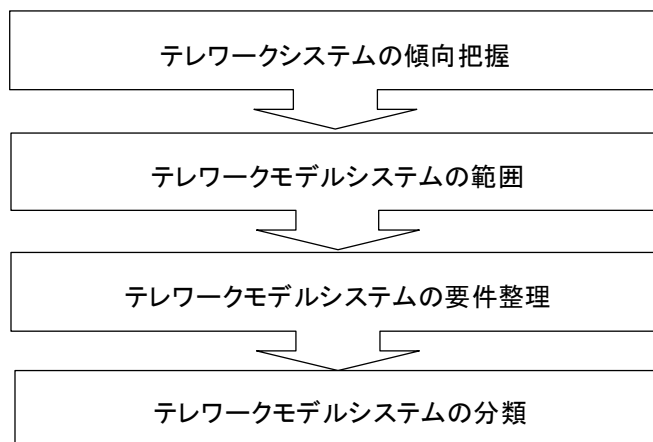 テレワークシステムの傾向把握
テレワークモデルシステムの範囲
テレワークモデルシステムの要件整理
テレワークモデルシステムの分類